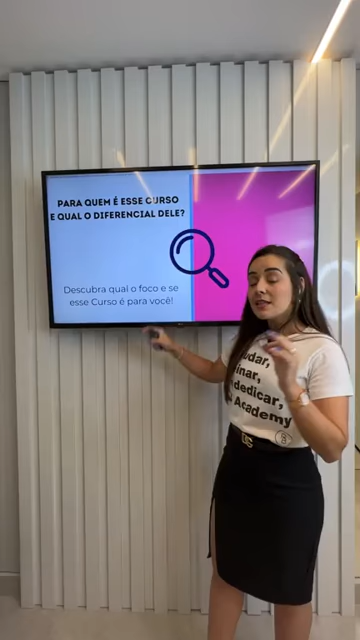 PARA QUEM É ESSE CURSO
E QUAL O DIFERENCIAL DELE?
Descubra qual o foco e se
esse Curso é para você!
dedicar,
Academy